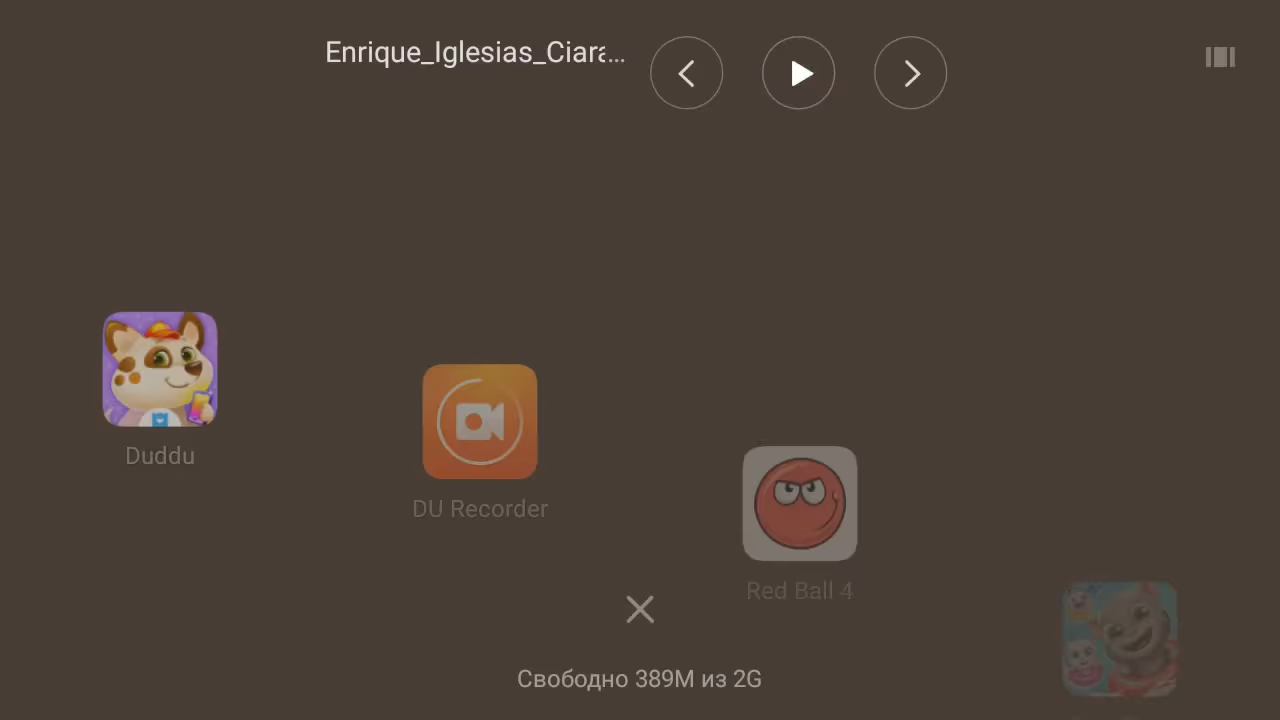 Enrique_Iglesias_Ciara...
Duddu
DU Recorder
Red Ball 4
Свободно 389M из 2G